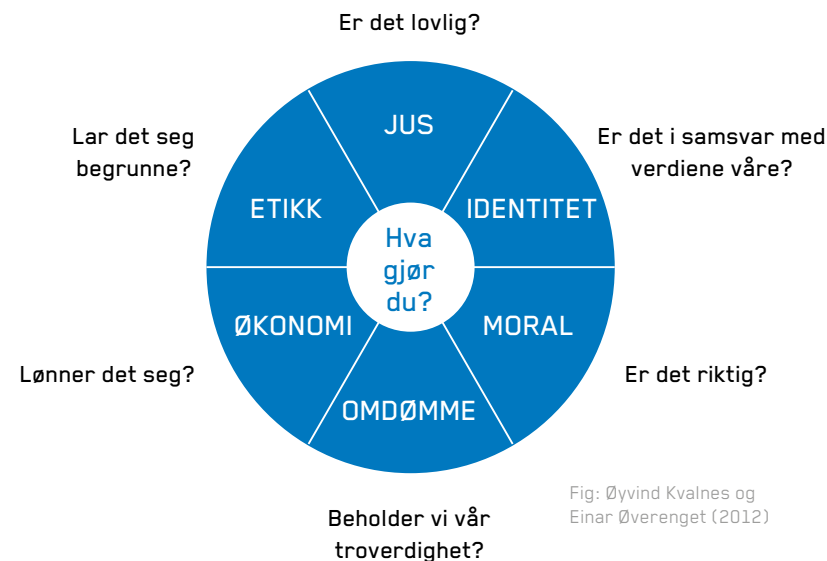 Er det lovlig?
JUS
Er det i samsvar med
verdiene våre?
IDENTITET
MORAL
Er det riktig?
OMDØMME
Beholder vi vår
troverdighet?
ØKONOMI
Lønner det seg?
ETIKK
Lar det seg
begrunne?
Hva
gjør
du?
Fig: Øyvind Kvalnes og
Einar Øverenget (2012)